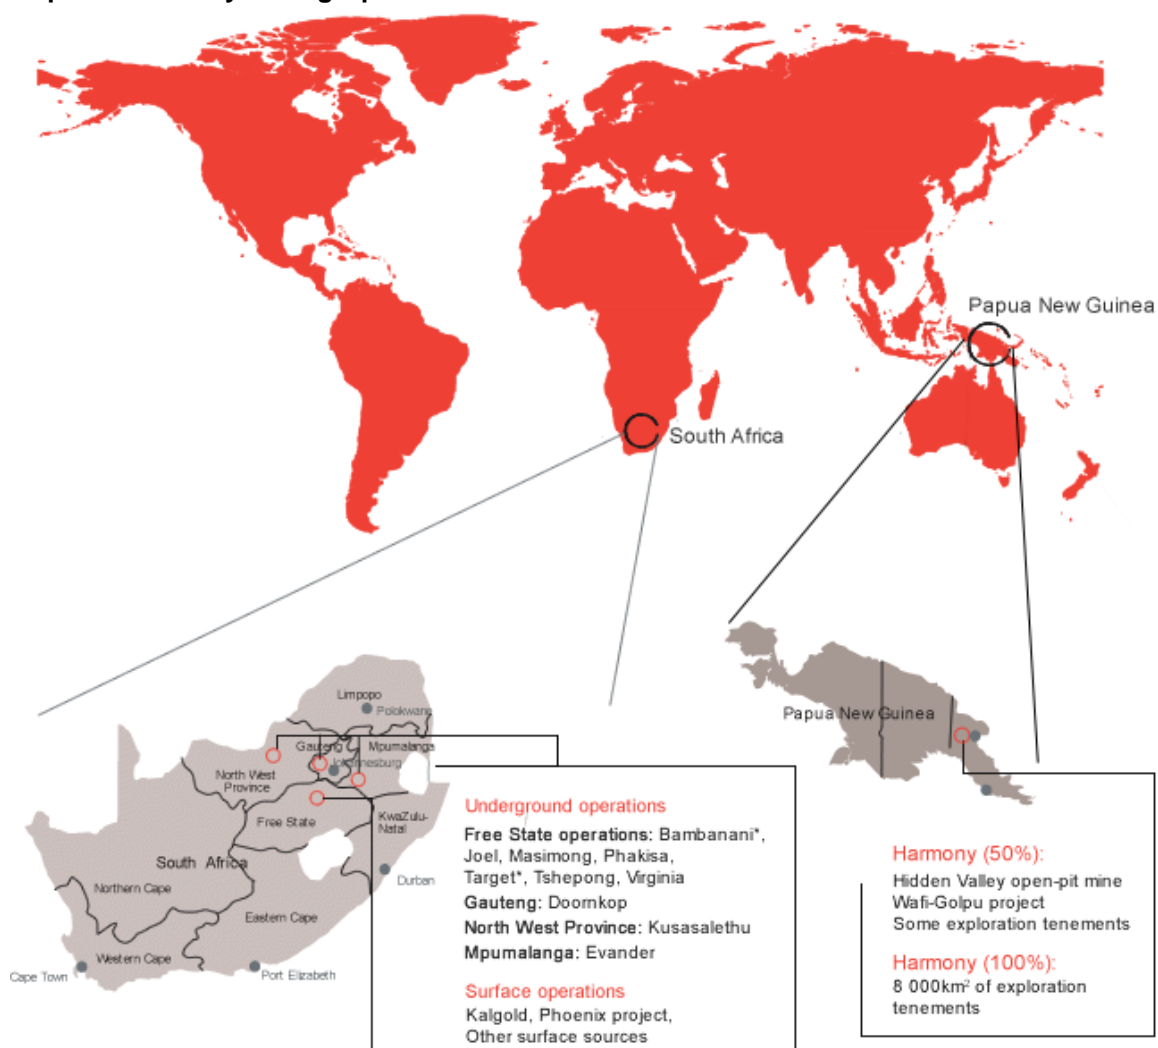 Papua New Guinea
South Africa
Limpopo
Polokwane
Gauteng
Mpumalanga
Johannesburg
North West
Province
Free State
KwaZulu-
Natal
South Africa
Durban
Northern Cape
Eastern Cape
Western Cape
Cape Town
Port Elizabeth
Underground operations
Free State operations: Bambanani*,
Joel, Masimong, Phakisa,
Target*, Tshepong, Virginia
Gauteng: Doornkop
North West Province: Kusasalethu
Mpumalanga: Evander
Surface operations
Kalgold, Phoenix project,
Other surface sources
Papua New Guinea
Harmony (50%):
Hidden Valley open-pit mine
Wafi-Golpu project
Some exploration tenements
Harmony (100%):
8 000km² of exploration
tenements